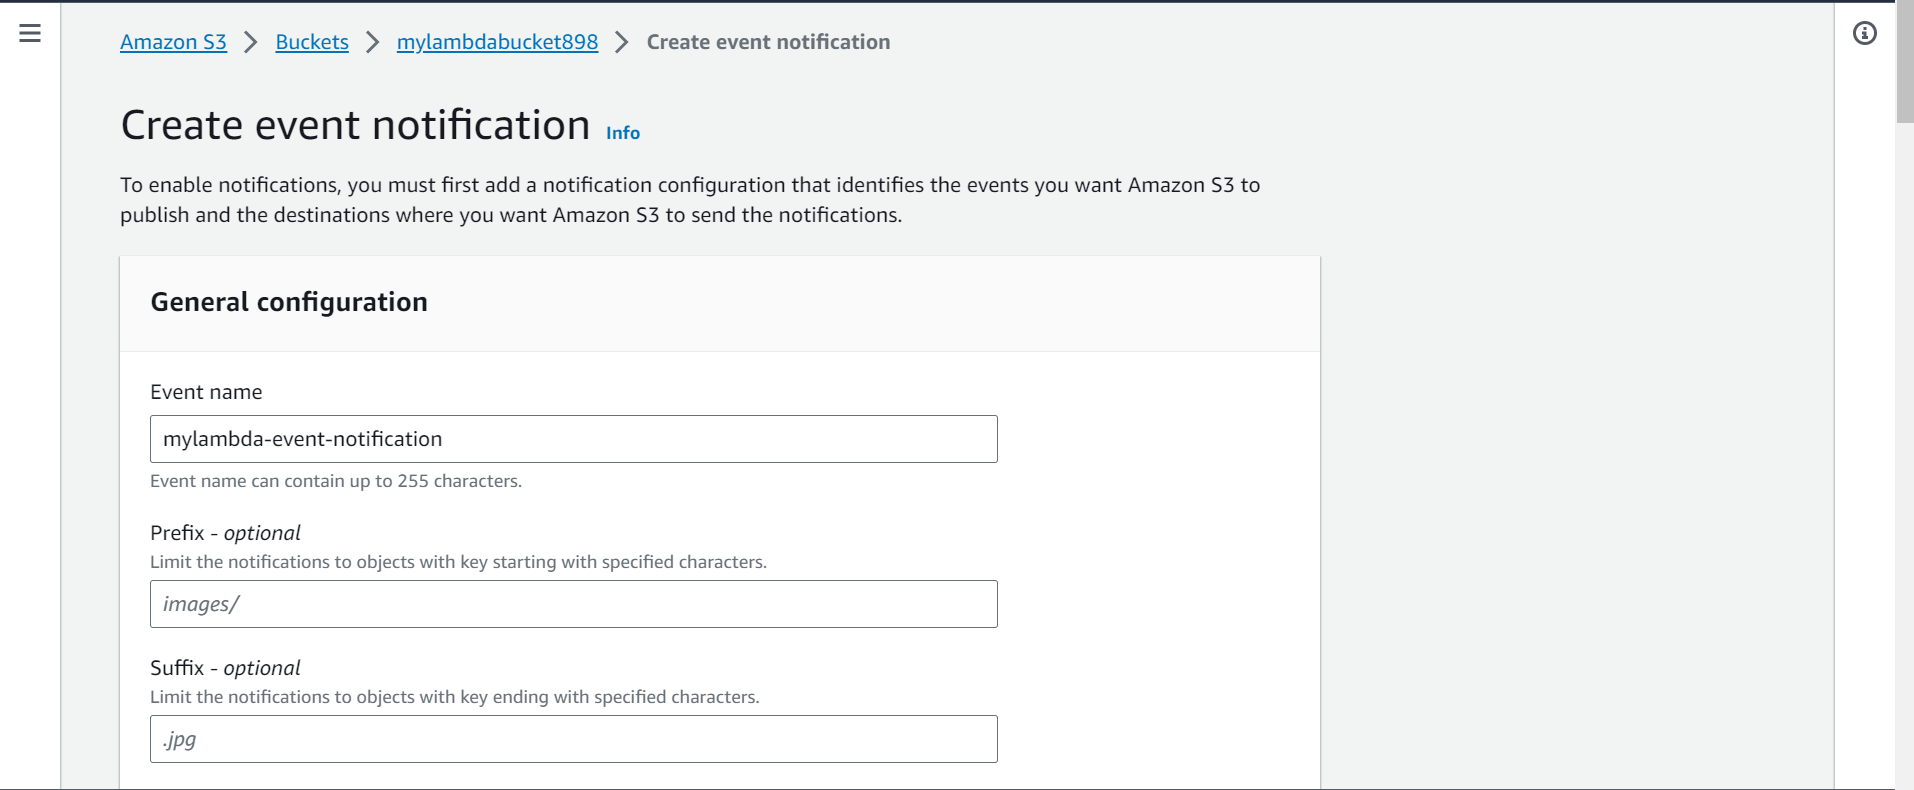 Amazon S3 > Buckets > mylambdabucket898 > Create event notification
Create event notification Info
To enable notifications, you must first add a notification configuration that identifies the events you want Amazon S3 to
publish and the destinations where you want Amazon S3 to send the notifications.
General configuration
Event name
mylambda-event-notification
Event name can contain up to 255 characters.
Prefix - optional
Limit the notifications to objects with key starting with specified characters.
images/
Suffix - optional
Limit the notifications to objects with key ending with specified characters.
.jpg